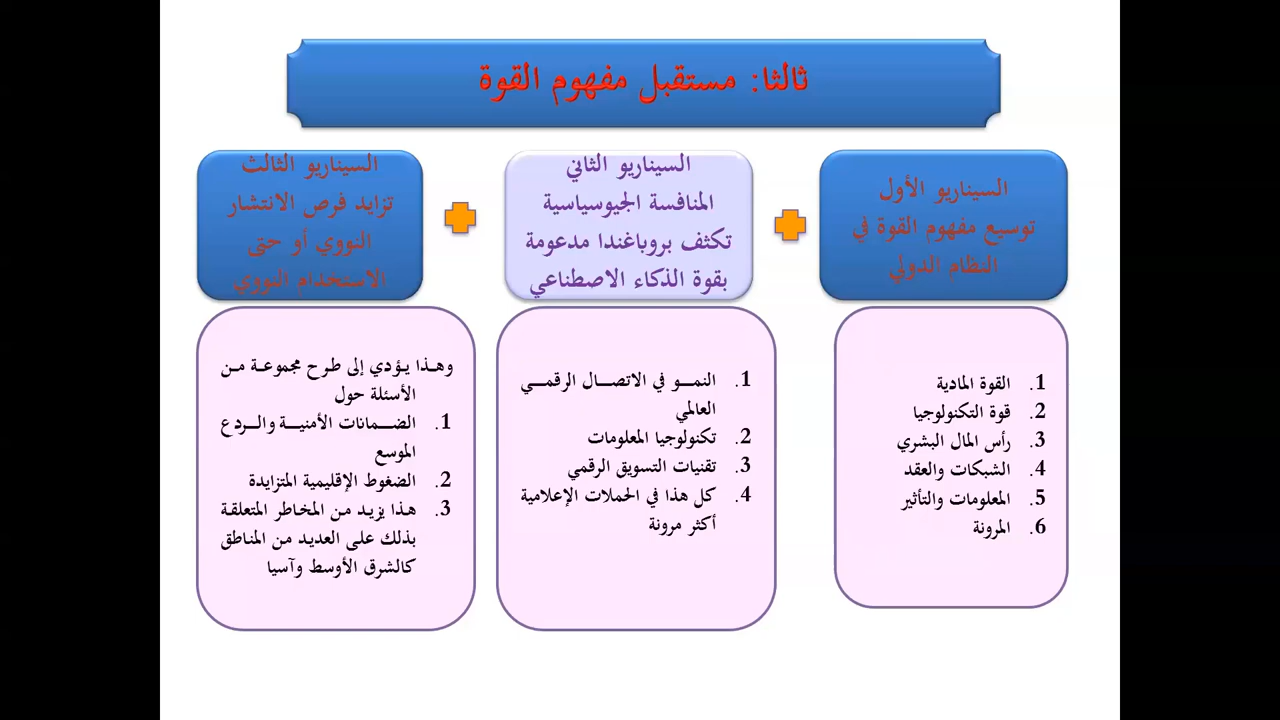 ثالثا: مستقبل مفهوم القوة
السيناريو الأول
توسيع مفهوم القوة في
النظام الدولي
السيناريو الثاني
المنافسة الجيوسياسية
تكثف بروباغندا مدعومة
بقوة الذكاء الاصطناعي
السيناريو الثالث
تزايد فرص الانتشار
النووي أو حتى
الاستخدام النووي
1. القوة المادية
2. قوة التكنولوجيا
3. رأس المال البشري
4. الشبكات والعقد
5. المعلومات والتأثير
6. المرونة
1. النمو في الاتصال الرقمي
العالمي
2. تكنولوجيا المعلومات
3. تقنيات التسويق الرقمي
4. كل هذا في الحملات الإعلامية
أكثر مرونة
وهذا يؤدي إلى طرح مجموعة من
الأسئلة حول
1. الضمانات الأمنية والردع
الموسع
2. الضغوط الإقليمية المتزايدة
3. هذا يزيد من المخاطر المتعلقة
بذلك على العديد من المناطق
كالشرق الأوسط وآسيا